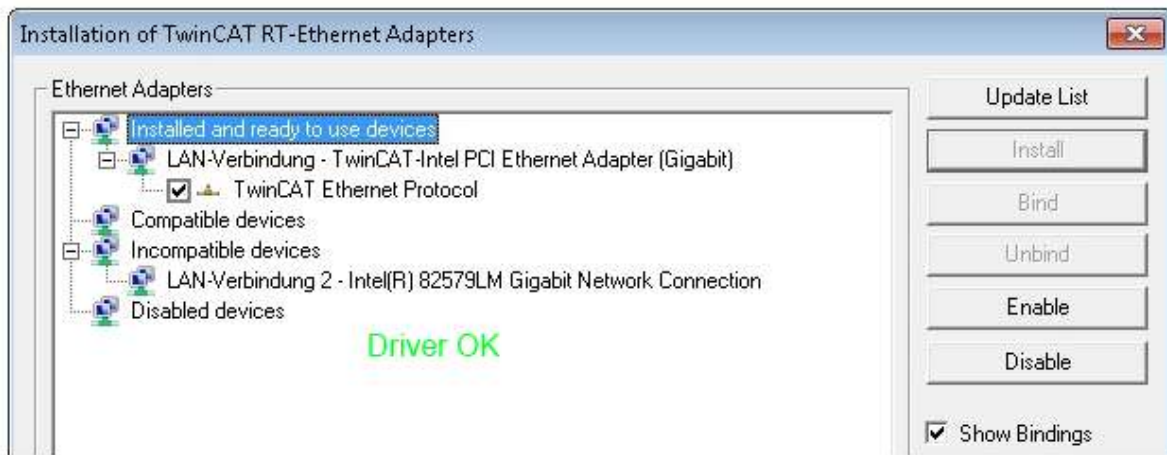 Installation of TwinCAT RT-Ethernet Adapters
Ethernet Adapters
Installed and ready to use devices
LAN-Verbindung - TwinCAT-Intel PCI Ethernet Adapter (Gigabit)
TwinCAT Ethernet Protocol
Compatible devices
Incompatible devices
LAN-Verbindung 2 - Intel(R) 82579LM Gigabit Network Connection
Disabled devices
Driver OK
Update List
Install
Bind
Unbind
Enable
Disable
Show Bindings